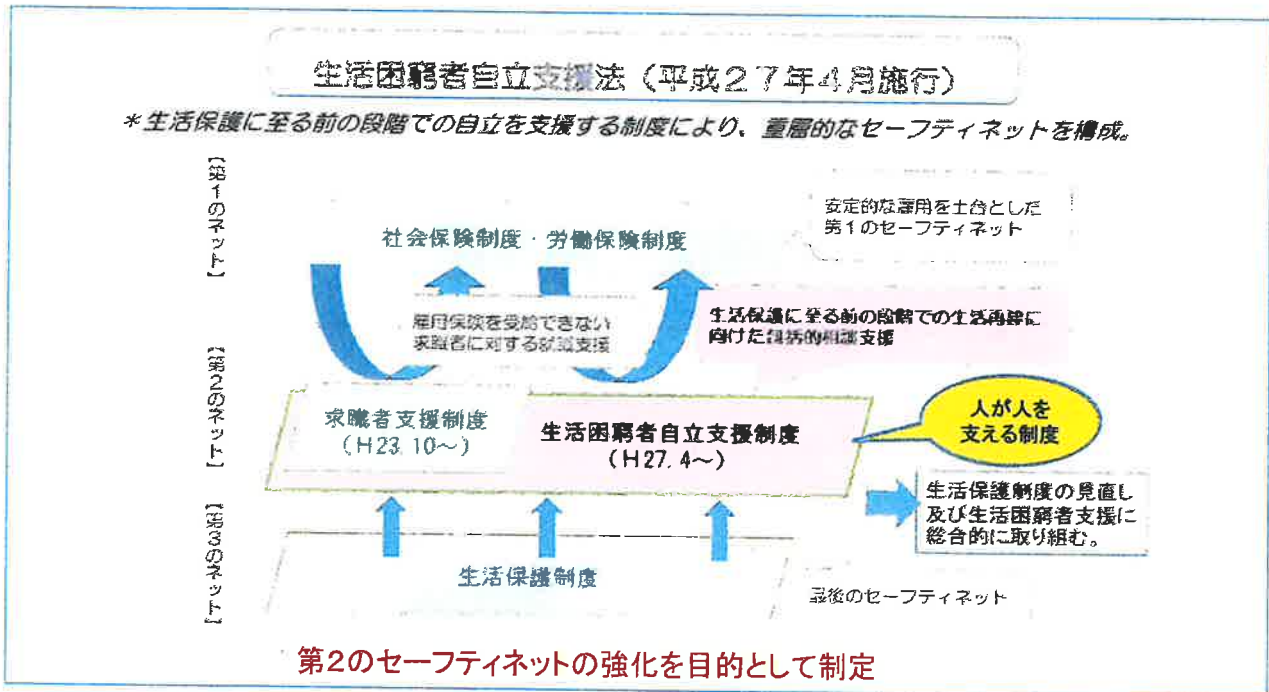 生活困窮者自立支援法（平成27年4月施行）
＊生活保護に至る前の段階での自立を支援する制度により、重層的なセーフティネットを構成。
【第1のネット】
社会保険制度・労働保険制度
安定的な雇用を土台とした
第1のセーフティネット
雇用保険を受給できない
求職者に対する就職支援
生活保護に至る前の段階での生活再建に
向けた包括的相談支援
【第2のネット】
求職者支援制度
（H23.10～）
生活困窮者自立支援制度
（H27.4～）
人が人を
支える制度
生活保護制度の見直し
及び生活困窮者支援に
総合的に取り組む。
【第3のネット】
生活保護制度
最後のセーフティネット
第2のセーフティネットの強化を目的として制定